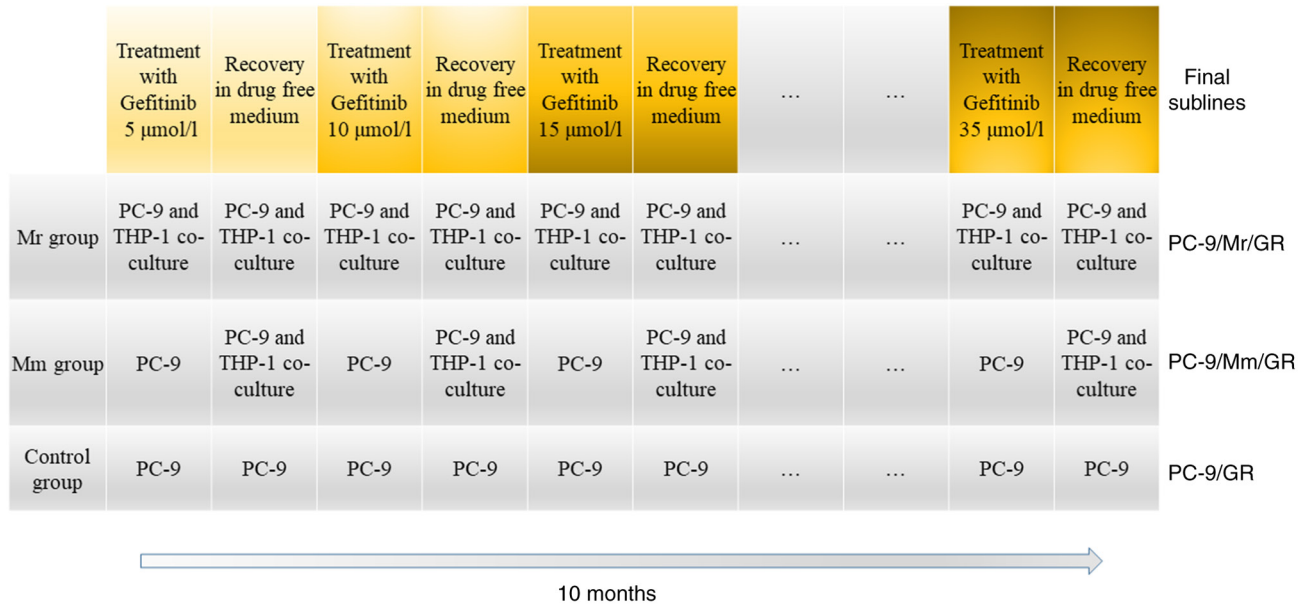 Treatment
with
Gefitinib
5 μmol/l
Recovery
in drug free
medium
Treatment
with
Gefitinib
10 μmol/l
Recovery
in drug free
medium
Treatment
with
Gefitinib
15 μmol/l
Recovery
in drug free
medium
...
...
Treatment
with
Gefitinib
35 μmol/l
Recovery
in drug free
medium
Final
sublines
Mr group
PC-9 and
THP-1 co-
culture
PC-9 and
THP-1 co-
culture
PC-9 and
THP-1 co-
culture
PC-9 and
THP-1 co-
culture
PC-9 and
THP-1 co-
culture
PC-9 and
THP-1 co-
culture
...
...
PC-9 and
THP-1 co-
culture
PC-9 and
THP-1 co-
culture
PC-9/Mr/GR
Mm group
PC-9
PC-9 and
THP-1 co-
culture
PC-9
PC-9 and
THP-1 co-
culture
PC-9
PC-9 and
THP-1 co-
culture
...
...
PC-9
PC-9 and
THP-1 co-
culture
PC-9/Mm/GR
Control
group
PC-9
PC-9
PC-9
PC-9
PC-9
PC-9
...
...
PC-9
PC-9
PC-9/GR
10 months